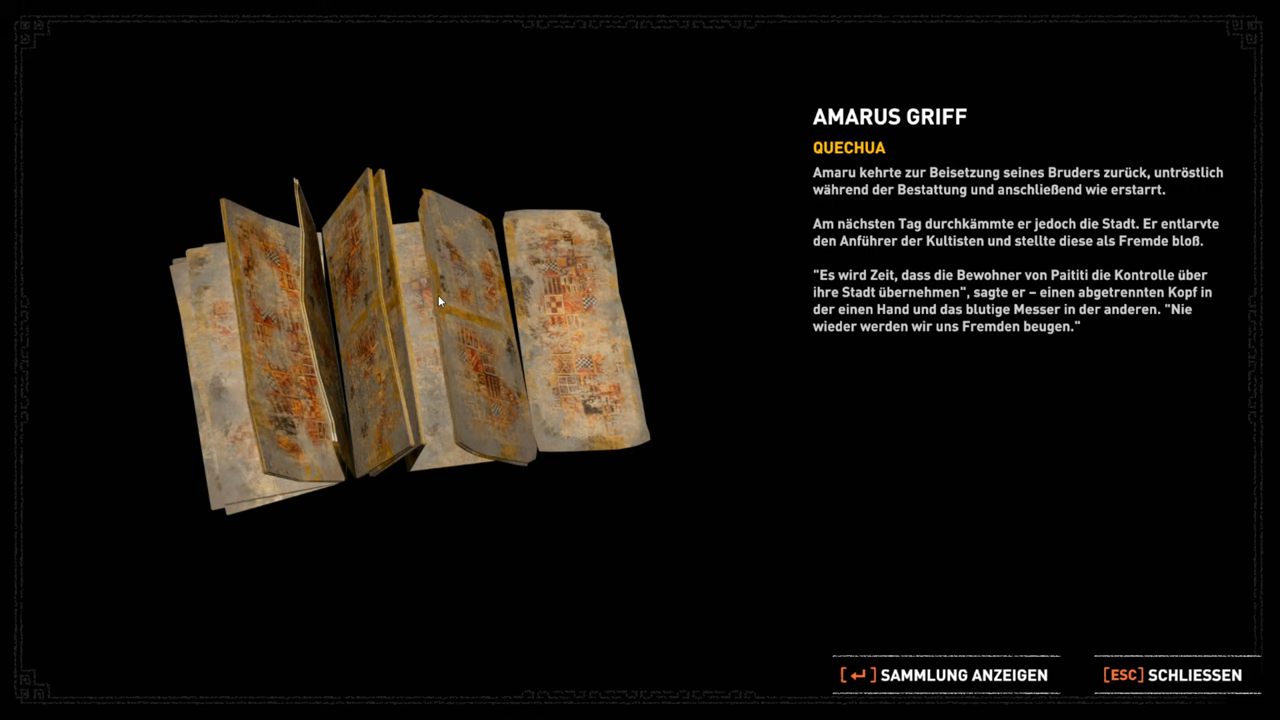 AMARUS GRIFF
QUECHUA
Amaru kehrte zur Beisetzung seines Bruders zurück, untröstlich
während der Bestattung und anschließend wie erstarrt.
Am nächsten Tag durchkämmte er jedoch die Stadt. Er entlarvte
den Anführer der Kultisten und stellte diese als Fremde bloß.
"Es wird Zeit, dass die Bewohner von Paititi die Kontrolle über
ihre Stadt übernehmen", sagte er – einen abgetrennten Kopf in
der einen Hand und das blutige Messer in der anderen. "Nie
wieder werden wir uns Fremden beugen."
[↵] SAMMLUNG ANZEIGEN
[ESC] SCHLIESSEN